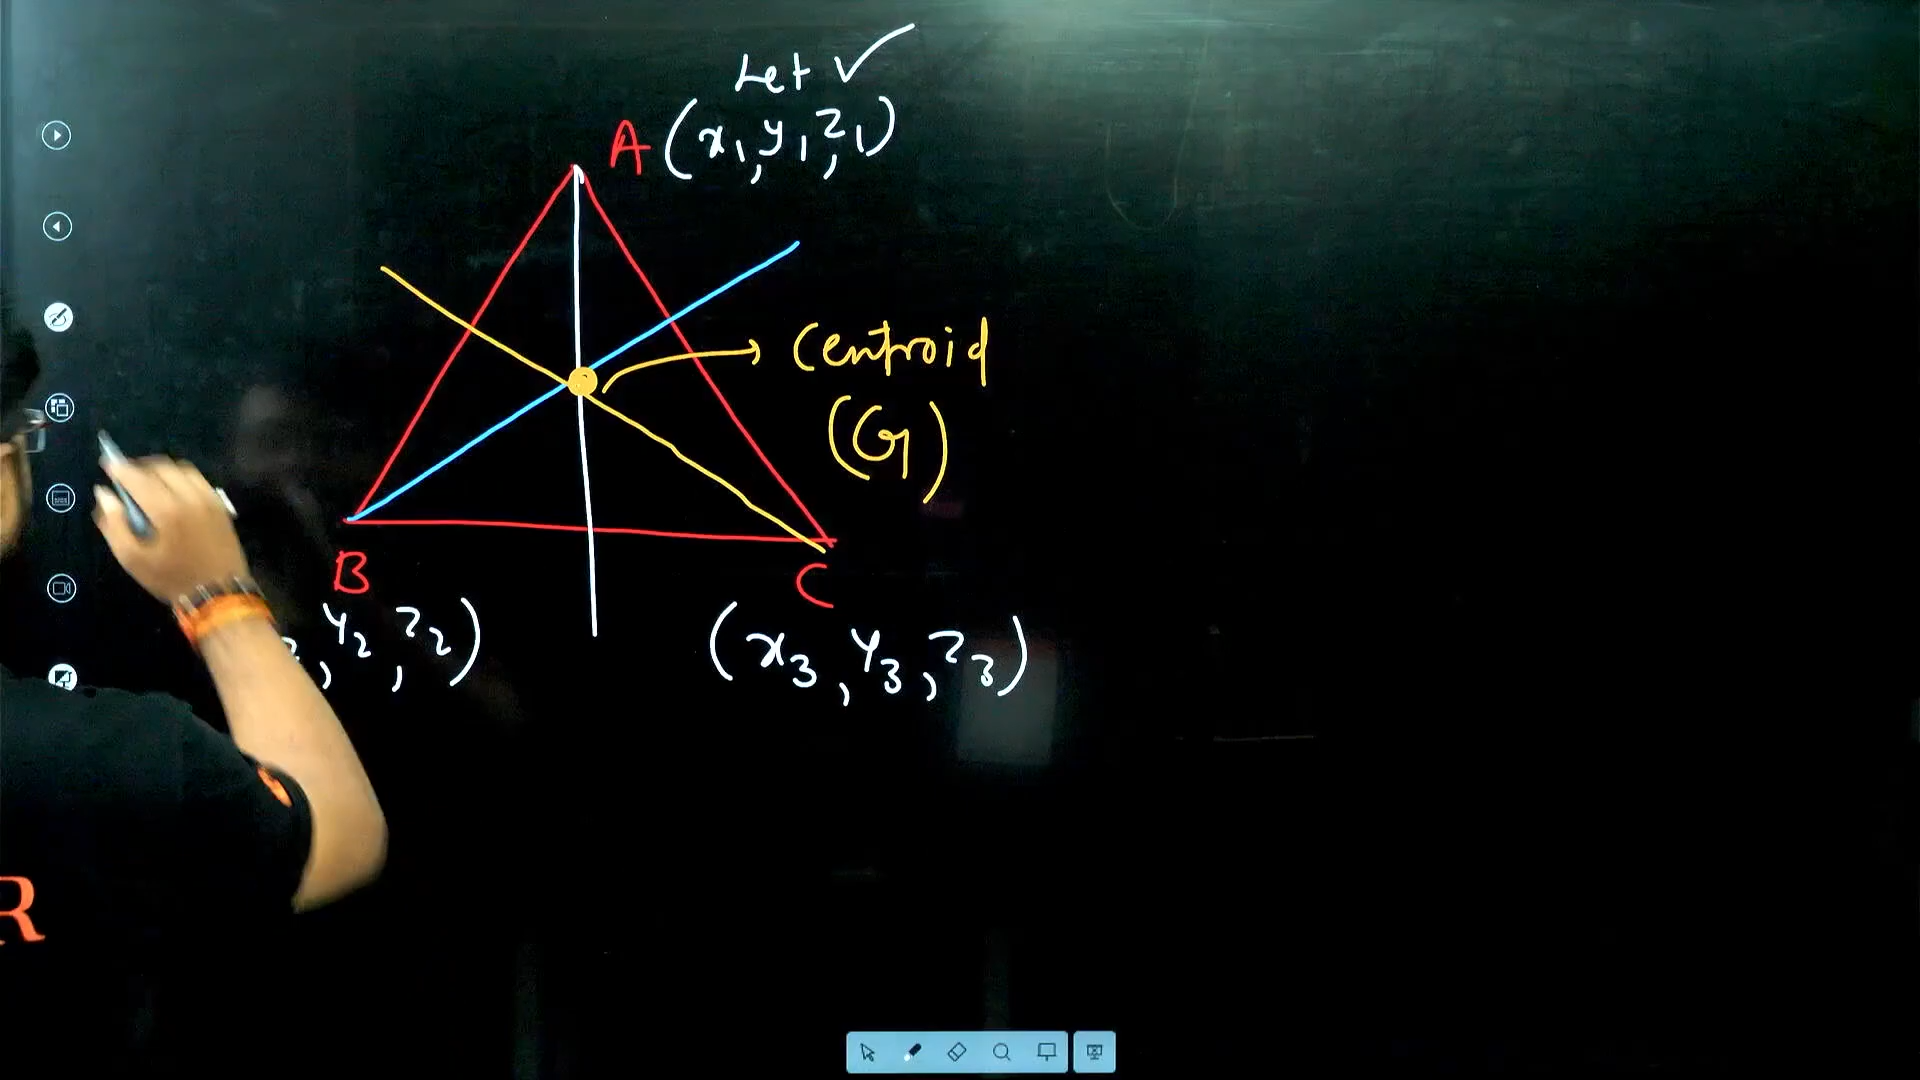 Let ✓
A (x₁, y₁, z₁)
Centroid
(G)
B
C
, y₂, z₂)
(x₃, y₃, z₃)
R